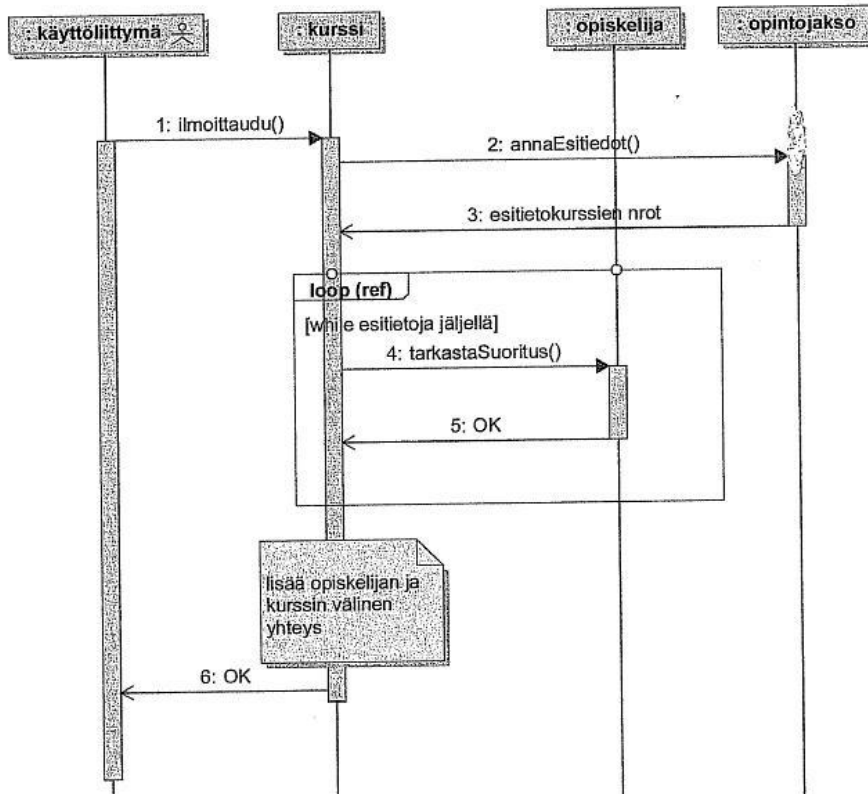 : käyttöliittymä
: kurssi
: opiskelija
: opintojakso
1: ilmoittaudu()
2: annaEsitiedot()
3: esitietokurssien nrot
loop (ref)
[while esitietoja jäljellä]
4: tarkastaSuoritus()
5: OK
lisää opiskelijan ja
kurssin välinen
yhteys
6: OK